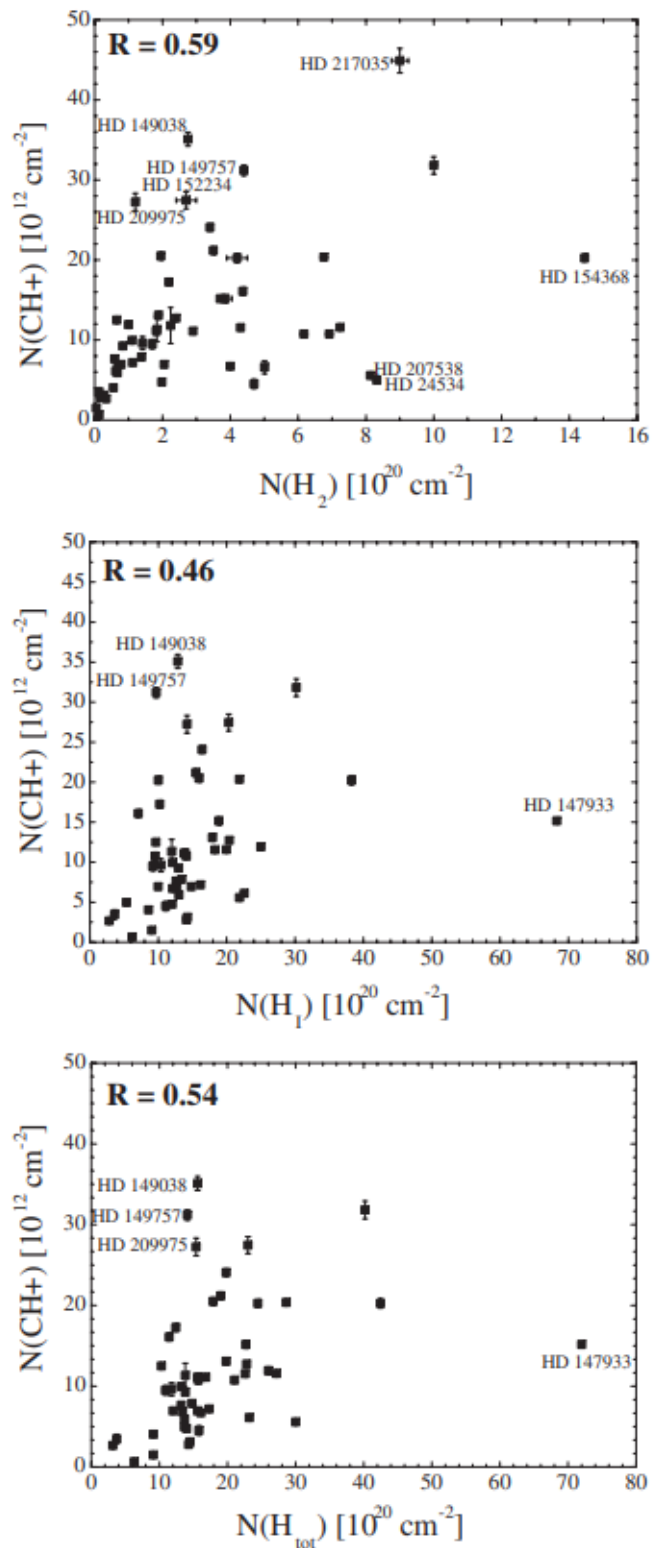 R = 0.59
50
40
30
20
10
0
N(CH+) [10^12 cm^-2]
HD 217035
HD 149038
HD 149757
HD 152234
HD 209975
HD 154368
HD 207538
HD 24534
0 2 4 6 8 10 12 14 16
N(H_2) [10^20 cm^-2]
R = 0.46
50
45
40
35
30
25
20
15
10
5
0
N(CH+) [10^12 cm^-2]
HD 149038
HD 149757
HD 147933
0 10 20 30 40 50 60 70 80
N(H_I) [10^20 cm^-2]
R = 0.54
50
40
30
20
10
0
N(CH+) [10^12 cm^-2]
HD 149038
HD 149757
HD 209975
HD 147933
0 10 20 30 40 50 60 70 80
N(H_tot) [10^20 cm^-2]